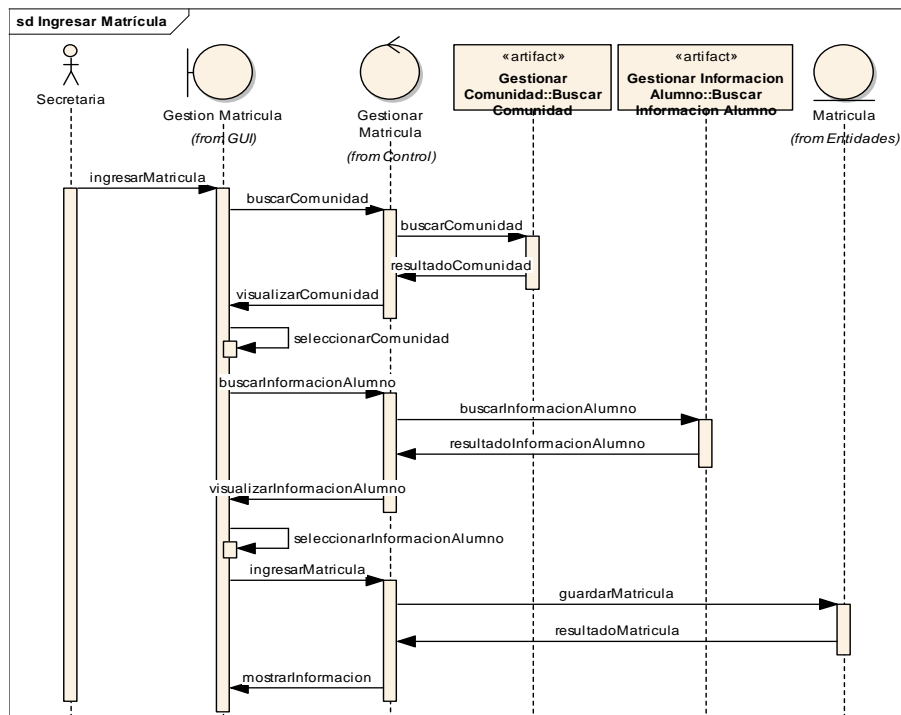 sd Ingresar Matrícula
Secretaria
Gestion Matricula
(from GUI)
Gestionar
Matricula
(from Control)
«artifact»
Gestionar
Comunidad::Buscar
Comunidad
«artifact»
Gestionar Informacion
Alumno::Buscar
Informacion Alumno
Matricula
(from Entidades)
ingresarMatricula
buscarComunidad
buscarComunidad
resultadoComunidad
visualizarComunidad
seleccionarComunidad
buscarInformacionAlumno
buscarInformacionAlumno
resultadoInformacionAlumno
visualizarInformacionAlumno
seleccionarInformacionAlumno
ingresarMatricula
guardarMatricula
resultadoMatricula
mostrarInformacion